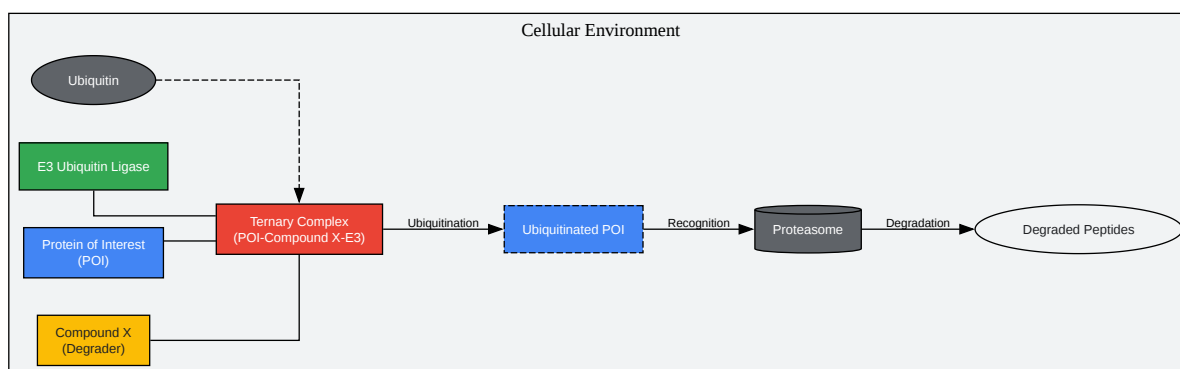 Cellular Environment
Ubiquitin
E3 Ubiquitin Ligase
Protein of Interest
(POI)
Compound X
(Degrader)
Ternary Complex
(POI-Compound X-E3)
Ubiquitination
Ubiquitinated POI
Recognition
Proteasome
Degradation
Degraded Peptides